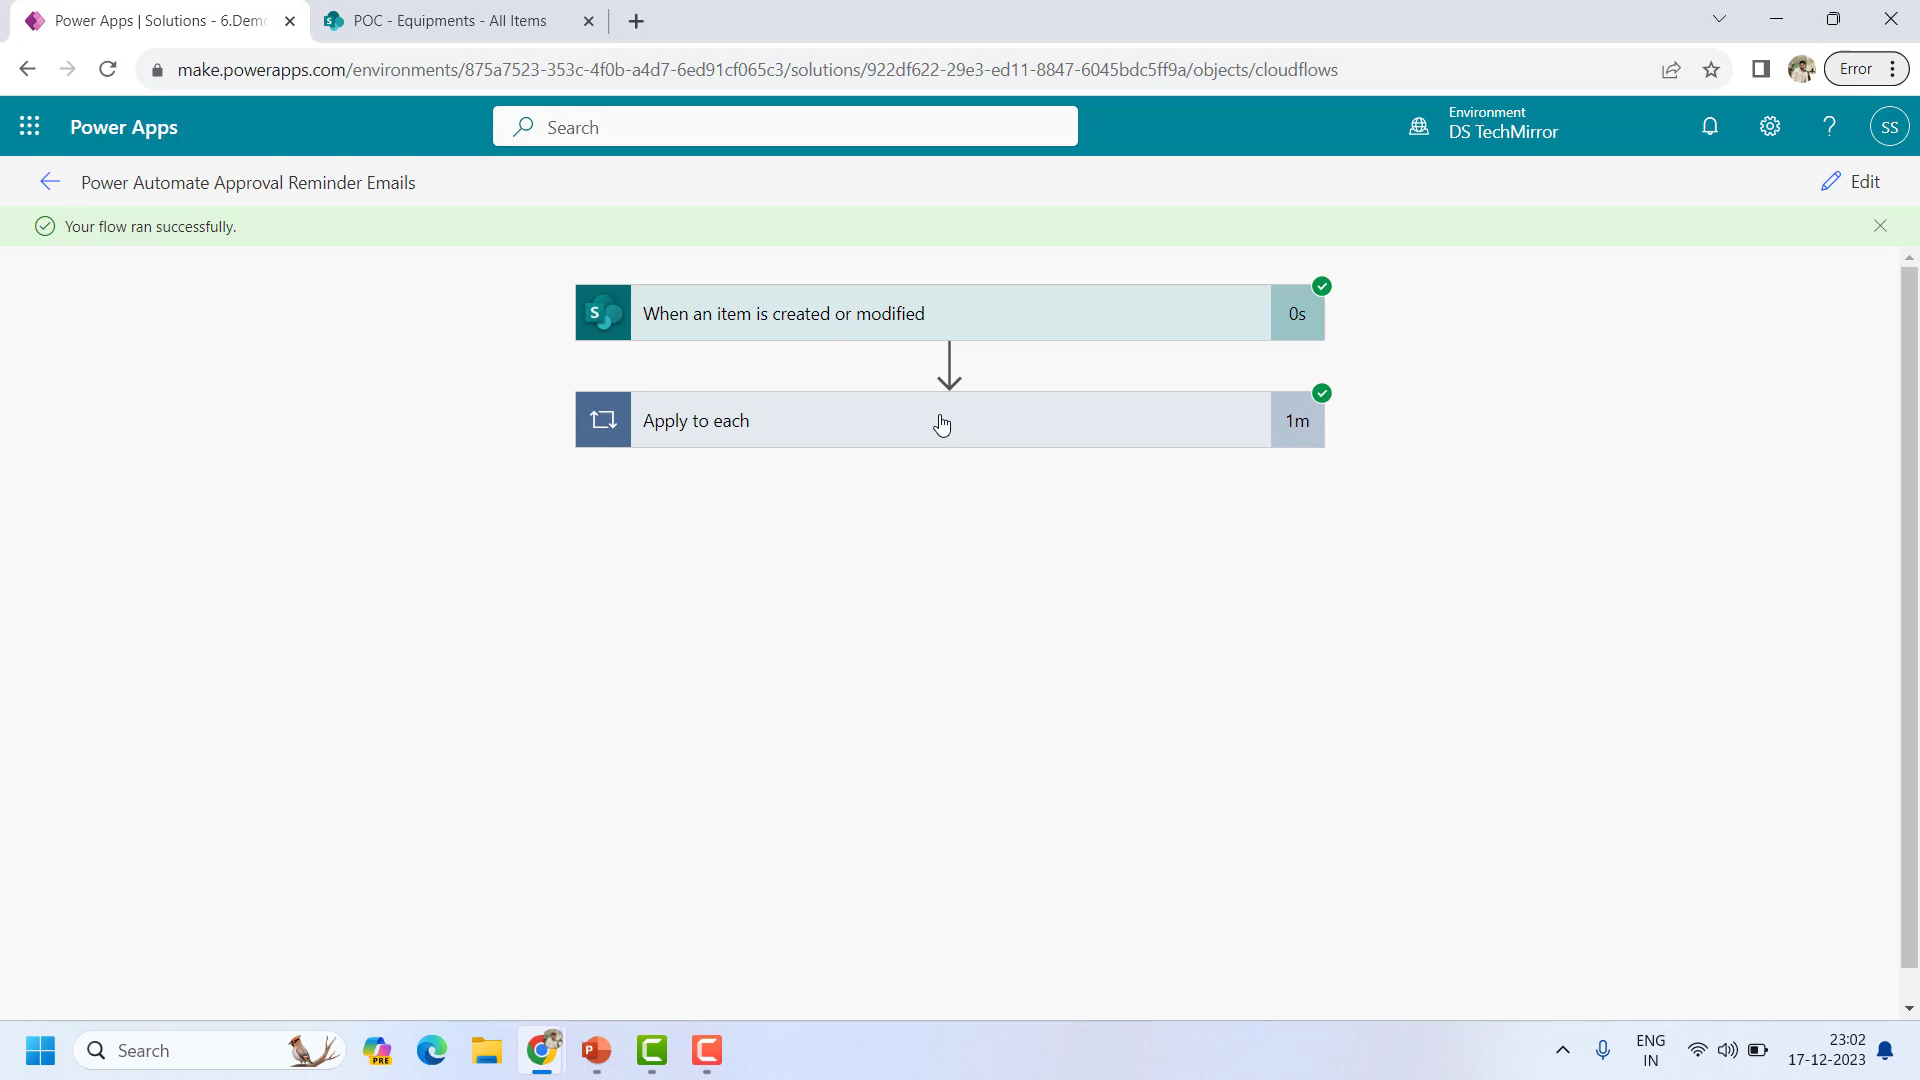 Power Apps | Solutions - 6.Demo
POC - Equipments - All Items
make.powerapps.com/environments/875a7523-353c-4f0b-a4d7-6ed91cf065c3/solutions/922df622-29e3-ed11-8847-6045bdc5ff9a/objects/cloudflows
Error
Power Apps
Search
Environment
DS TechMirror
?
SS
Power Automate Approval Reminder Emails
Edit
Your flow ran successfully.
S
When an item is created or modified
0s
Apply to each
1m
Search
PRE
P
C
C
ENG
IN
23:02
17-12-2023